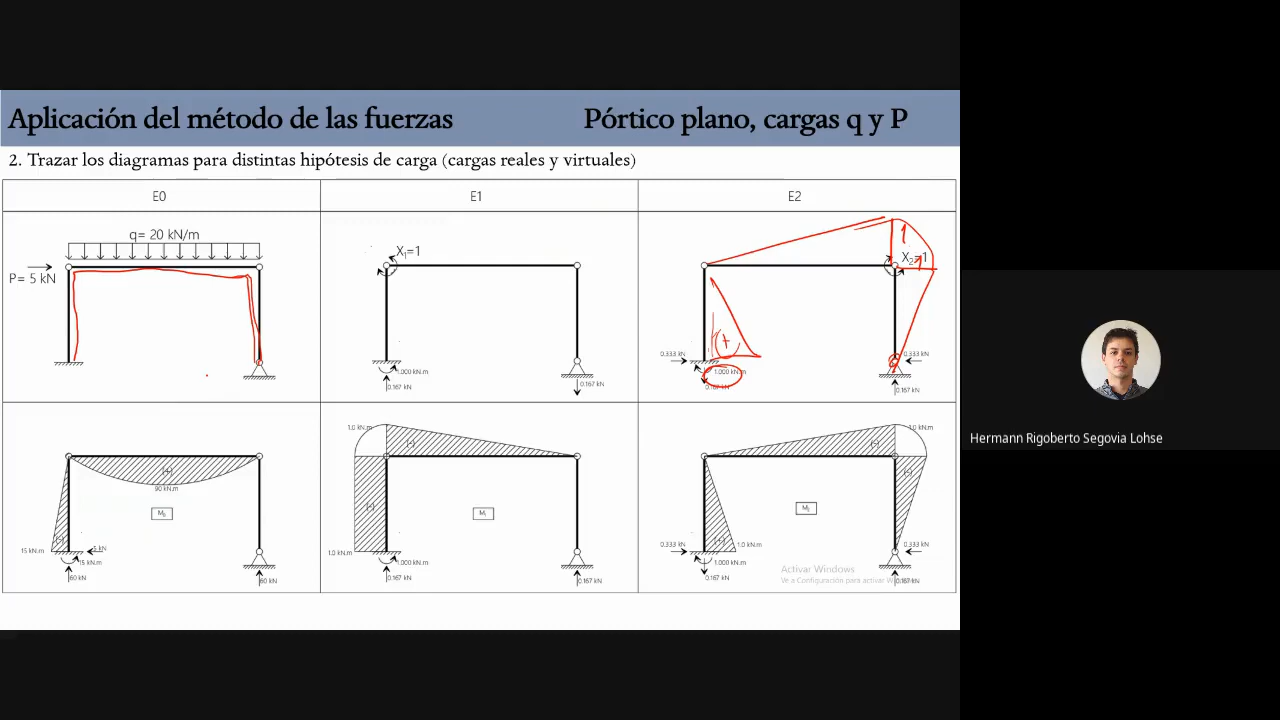 Aplicación del método de las fuerzas
Pórtico plano, cargas q y P
2. Trazar los diagramas para distintas hipótesis de carga (cargas reales y virtuales)
E0
E1
E2
q= 20 kN/m
P= 5 kN
X1=1
1.000 kN.m
0.167 kN
0.167 kN
1
1
X2=1
(+)
0.333 kN
1.000 kN.m
0.167 kN
0.333 kN
0.167 kN
(+)
90 kN.m
M0
(-)
15 kN.m
5 kN
15 kN.m
60 kN
60 kN
1.0 kN.m
(-)
(-)
M1
1.0 kN.m
1.000 kN.m
0.167 kN
0.167 kN
(-)
1.0 kN.m
(-)
M2
(+)
1.0 kN.m
0.333 kN
1.000 kN.m
0.167 kN
0.333 kN
0.167 kN
Activar Windows
Ve a Configuración para activar
Hermann Rigoberto Segovia Lohse